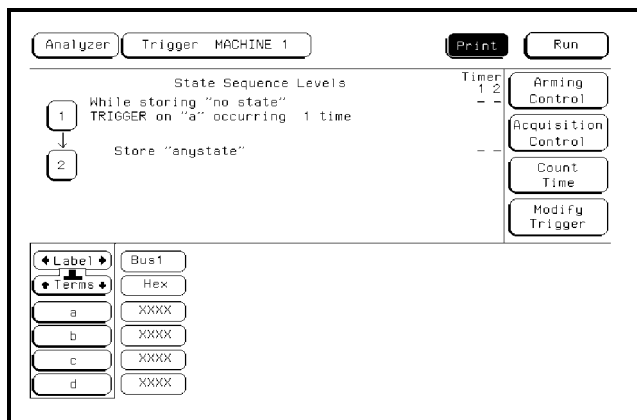 Analyzer Trigger MACHINE 1 Print Run
State Sequence Levels Timer
1 2
While storing "no state" - -
1 TRIGGER on "a" occurring 1 time
2 Store "anystate" - -
Arming
Control
Acquisition
Control
Count
Time
Modify
Trigger
Label Bus1
Terms Hex
a XXXX
b XXXX
c XXXX
d XXXX